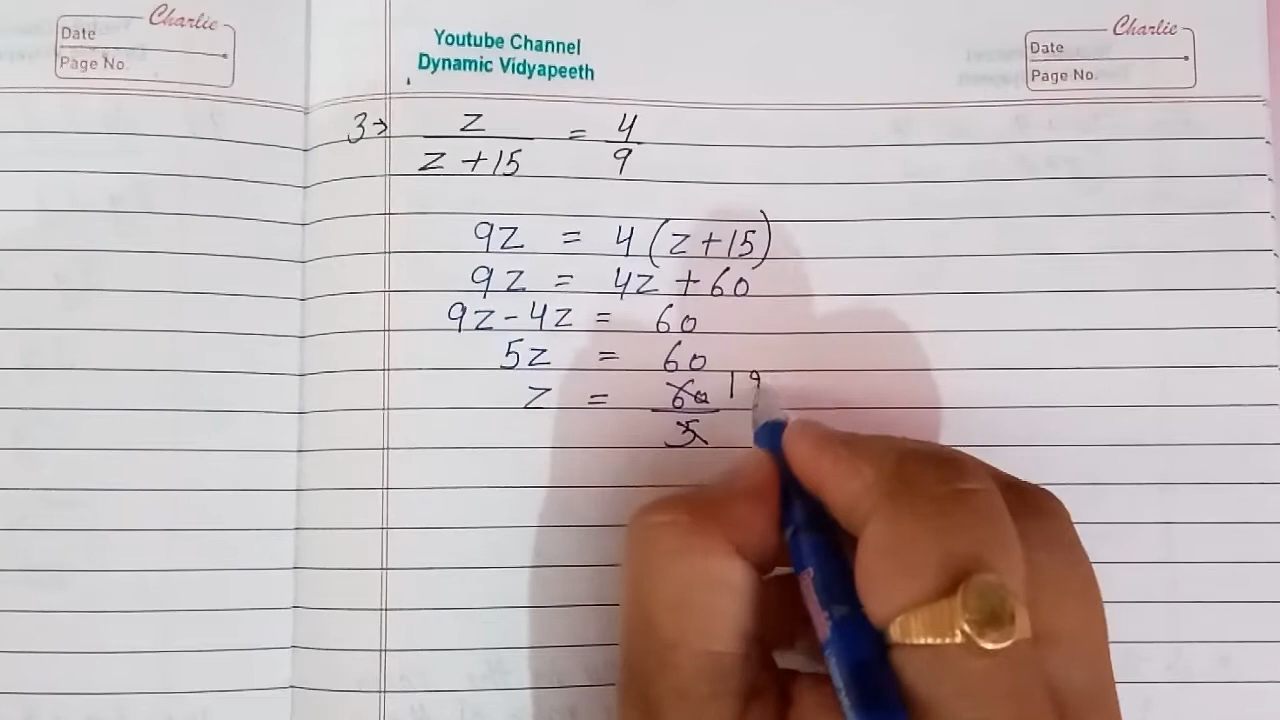 Charlie
Date
Page No.
Youtube Channel
Dynamic Vidyapeeth
Charlie
Date
Page No.
3→ z/(z+15) = 4/9
9z = 4(z+15)
9z = 4z+60
9z-4z = 60
5z = 60
z = 60/5